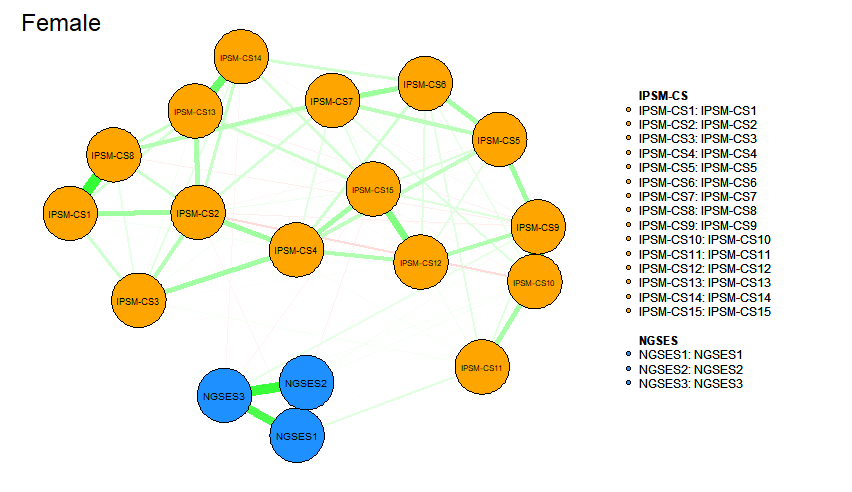 Female
IPSM-CS14
IPSM-CS6
IPSM-CS7
IPSM-CS13
IPSM-CS5
IPSM-CS8
IPSM-CS15
IPSM-CS1
IPSM-CS2
IPSM-CS9
IPSM-CS4
IPSM-CS12
IPSM-CS10
IPSM-CS3
IPSM-CS11
NGSES2
NGSES3
NGSES1
IPSM-CS
IPSM-CS1: IPSM-CS1
IPSM-CS2: IPSM-CS2
IPSM-CS3: IPSM-CS3
IPSM-CS4: IPSM-CS4
IPSM-CS5: IPSM-CS5
IPSM-CS6: IPSM-CS6
IPSM-CS7: IPSM-CS7
IPSM-CS8: IPSM-CS8
IPSM-CS9: IPSM-CS9
IPSM-CS10: IPSM-CS10
IPSM-CS11: IPSM-CS11
IPSM-CS12: IPSM-CS12
IPSM-CS13: IPSM-CS13
IPSM-CS14: IPSM-CS14
IPSM-CS15: IPSM-CS15
NGSES
NGSES1: NGSES1
NGSES2: NGSES2
NGSES3: NGSES3